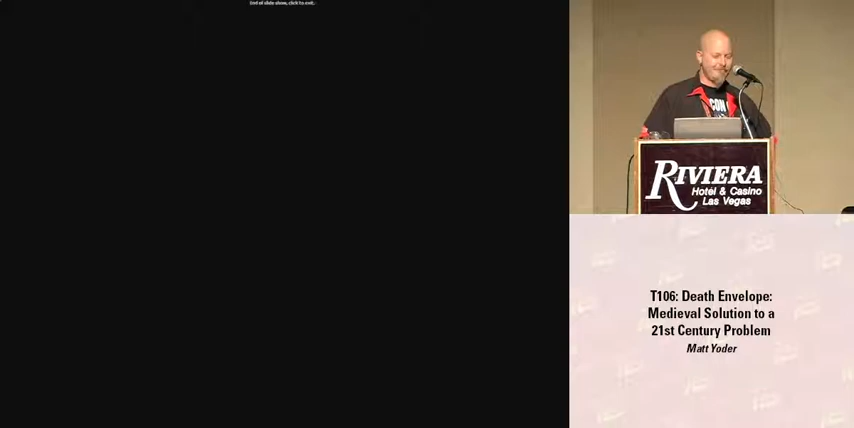 End of slide show, click to exit.
CON
RIVIERA
Hotel & Casino
Las Vegas
T106: Death Envelope:
Medieval Solution to a
21st Century Problem
Matt Yoder